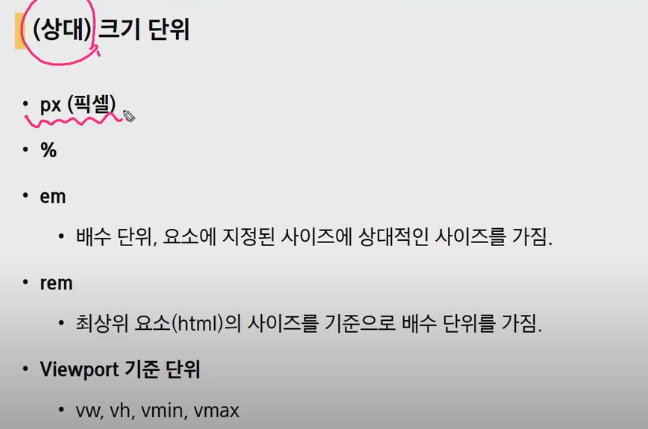 (상대) 크기 단위
• px (픽셀)
• %
• em
• 배수 단위, 요소에 지정된 사이즈에 상대적인 사이즈를 가짐.
• rem
• 최상위 요소(html)의 사이즈를 기준으로 배수 단위를 가짐.
• Viewport 기준 단위
• vw, vh, vmin, vmax